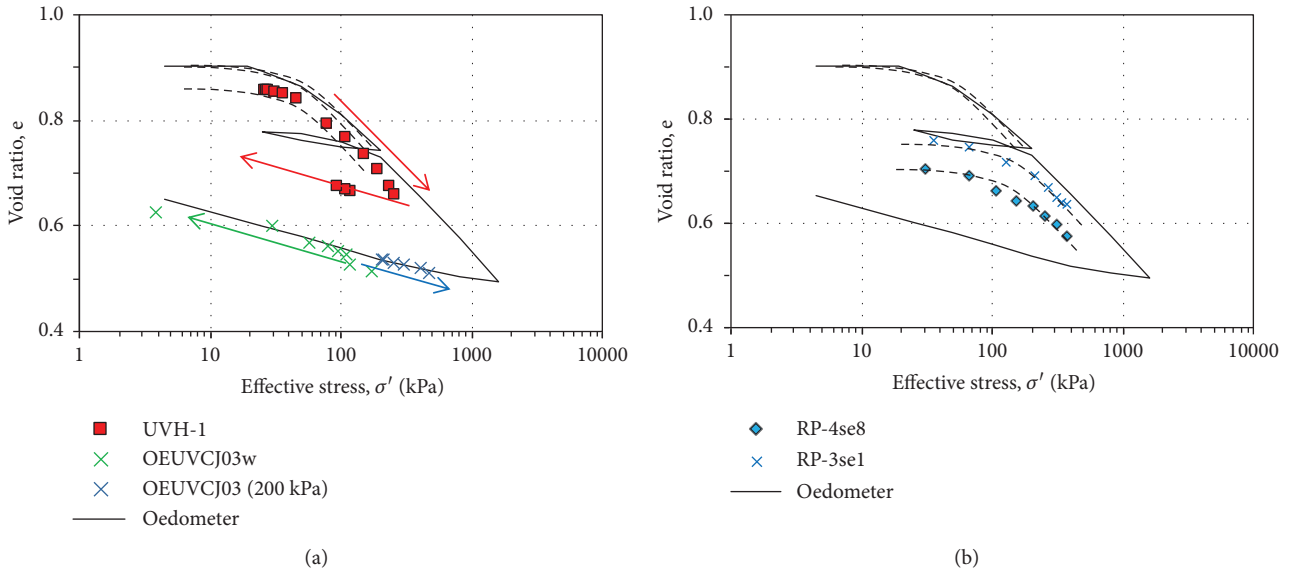 1.0
0.8
0.6
0.4
Void ratio, e
1
10
100
1000
10000
Effective stress, σ′ (kPa)
UVH-1
OEUVCJ03w
OEUVCJ03 (200 kPa)
Oedometer
(a)
1.0
0.8
0.6
0.4
Void ratio, e
1
10
100
1000
10000
Effective stress, σ′ (kPa)
RP-4se8
RP-3se1
Oedometer
(b)